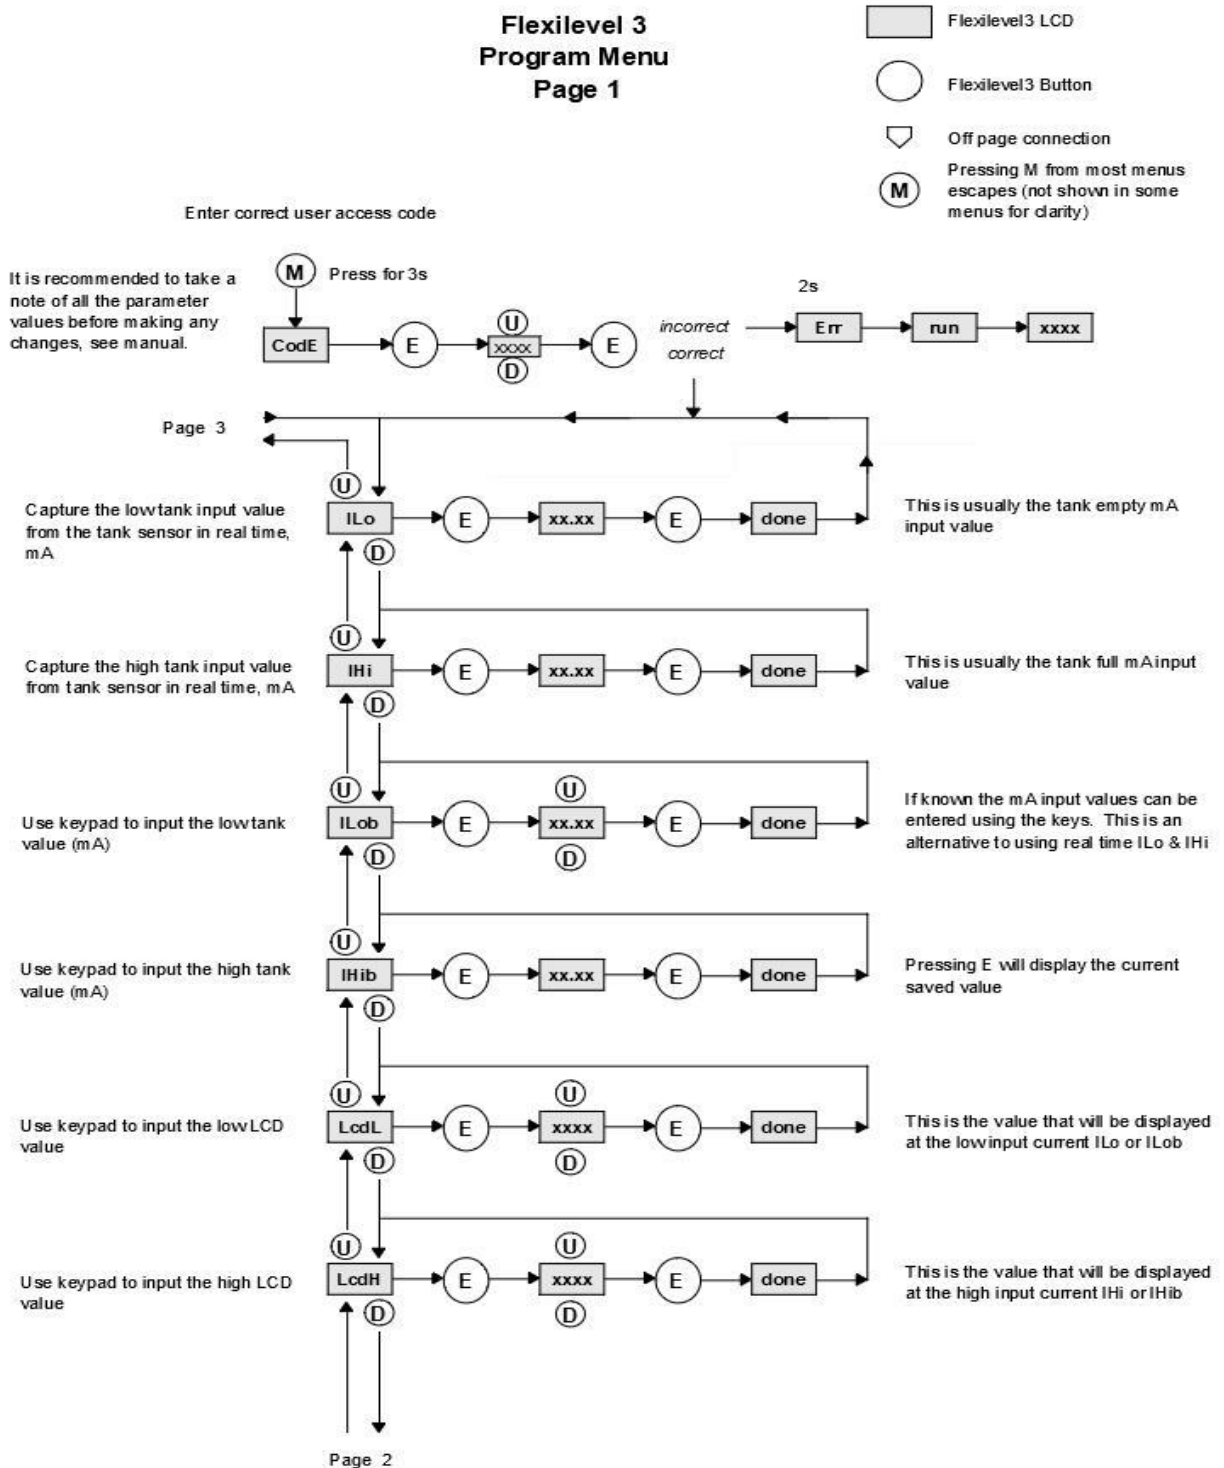 Flexilevel 3
Program Menu
Page 1
Flexilevel3 LCD
Flexilevel3 Button
Off page connection
M
Pressing M from most menus
escapes (not shown in some
menus for clarity)
Enter correct user access code
It is recommended to take a
note of all the parameter
values before making any
changes, see manual.
M Press for 3s
CodE
E
U
xxxx
D
E
incorrect
correct
2s
Err
run
xxxx
Page 3
U
Capture the low tank input value
from the tank sensor in real time,
mA
ILo
E
xx.xx
E
done
This is usually the tank empty mA
input value
D
U
Capture the high tank input value
from tank sensor in real time, mA
IHi
E
xx.xx
E
done
This is usually the tank full mA input
value
D
U
U
Use keypad to input the low tank
value (mA)
ILob
E
xx.xx
E
done
If known the mA input values can be
entered using the keys. This is an
alternative to using real time ILo & IHi
D
D
U
Use keypad to input the high tank
value (mA)
IHib
E
xx.xx
E
done
Pressing E will display the current
saved value
D
U
U
Use keypad to input the low LCD
value
LcdL
E
xxxx
E
done
This is the value that will be displayed
at the low input current ILo or ILob
D
D
U
U
Use keypad to input the high LCD
value
LcdH
E
xxxx
E
done
This is the value that will be displayed
at the high input current IHi or IHib
D
D
Page 2